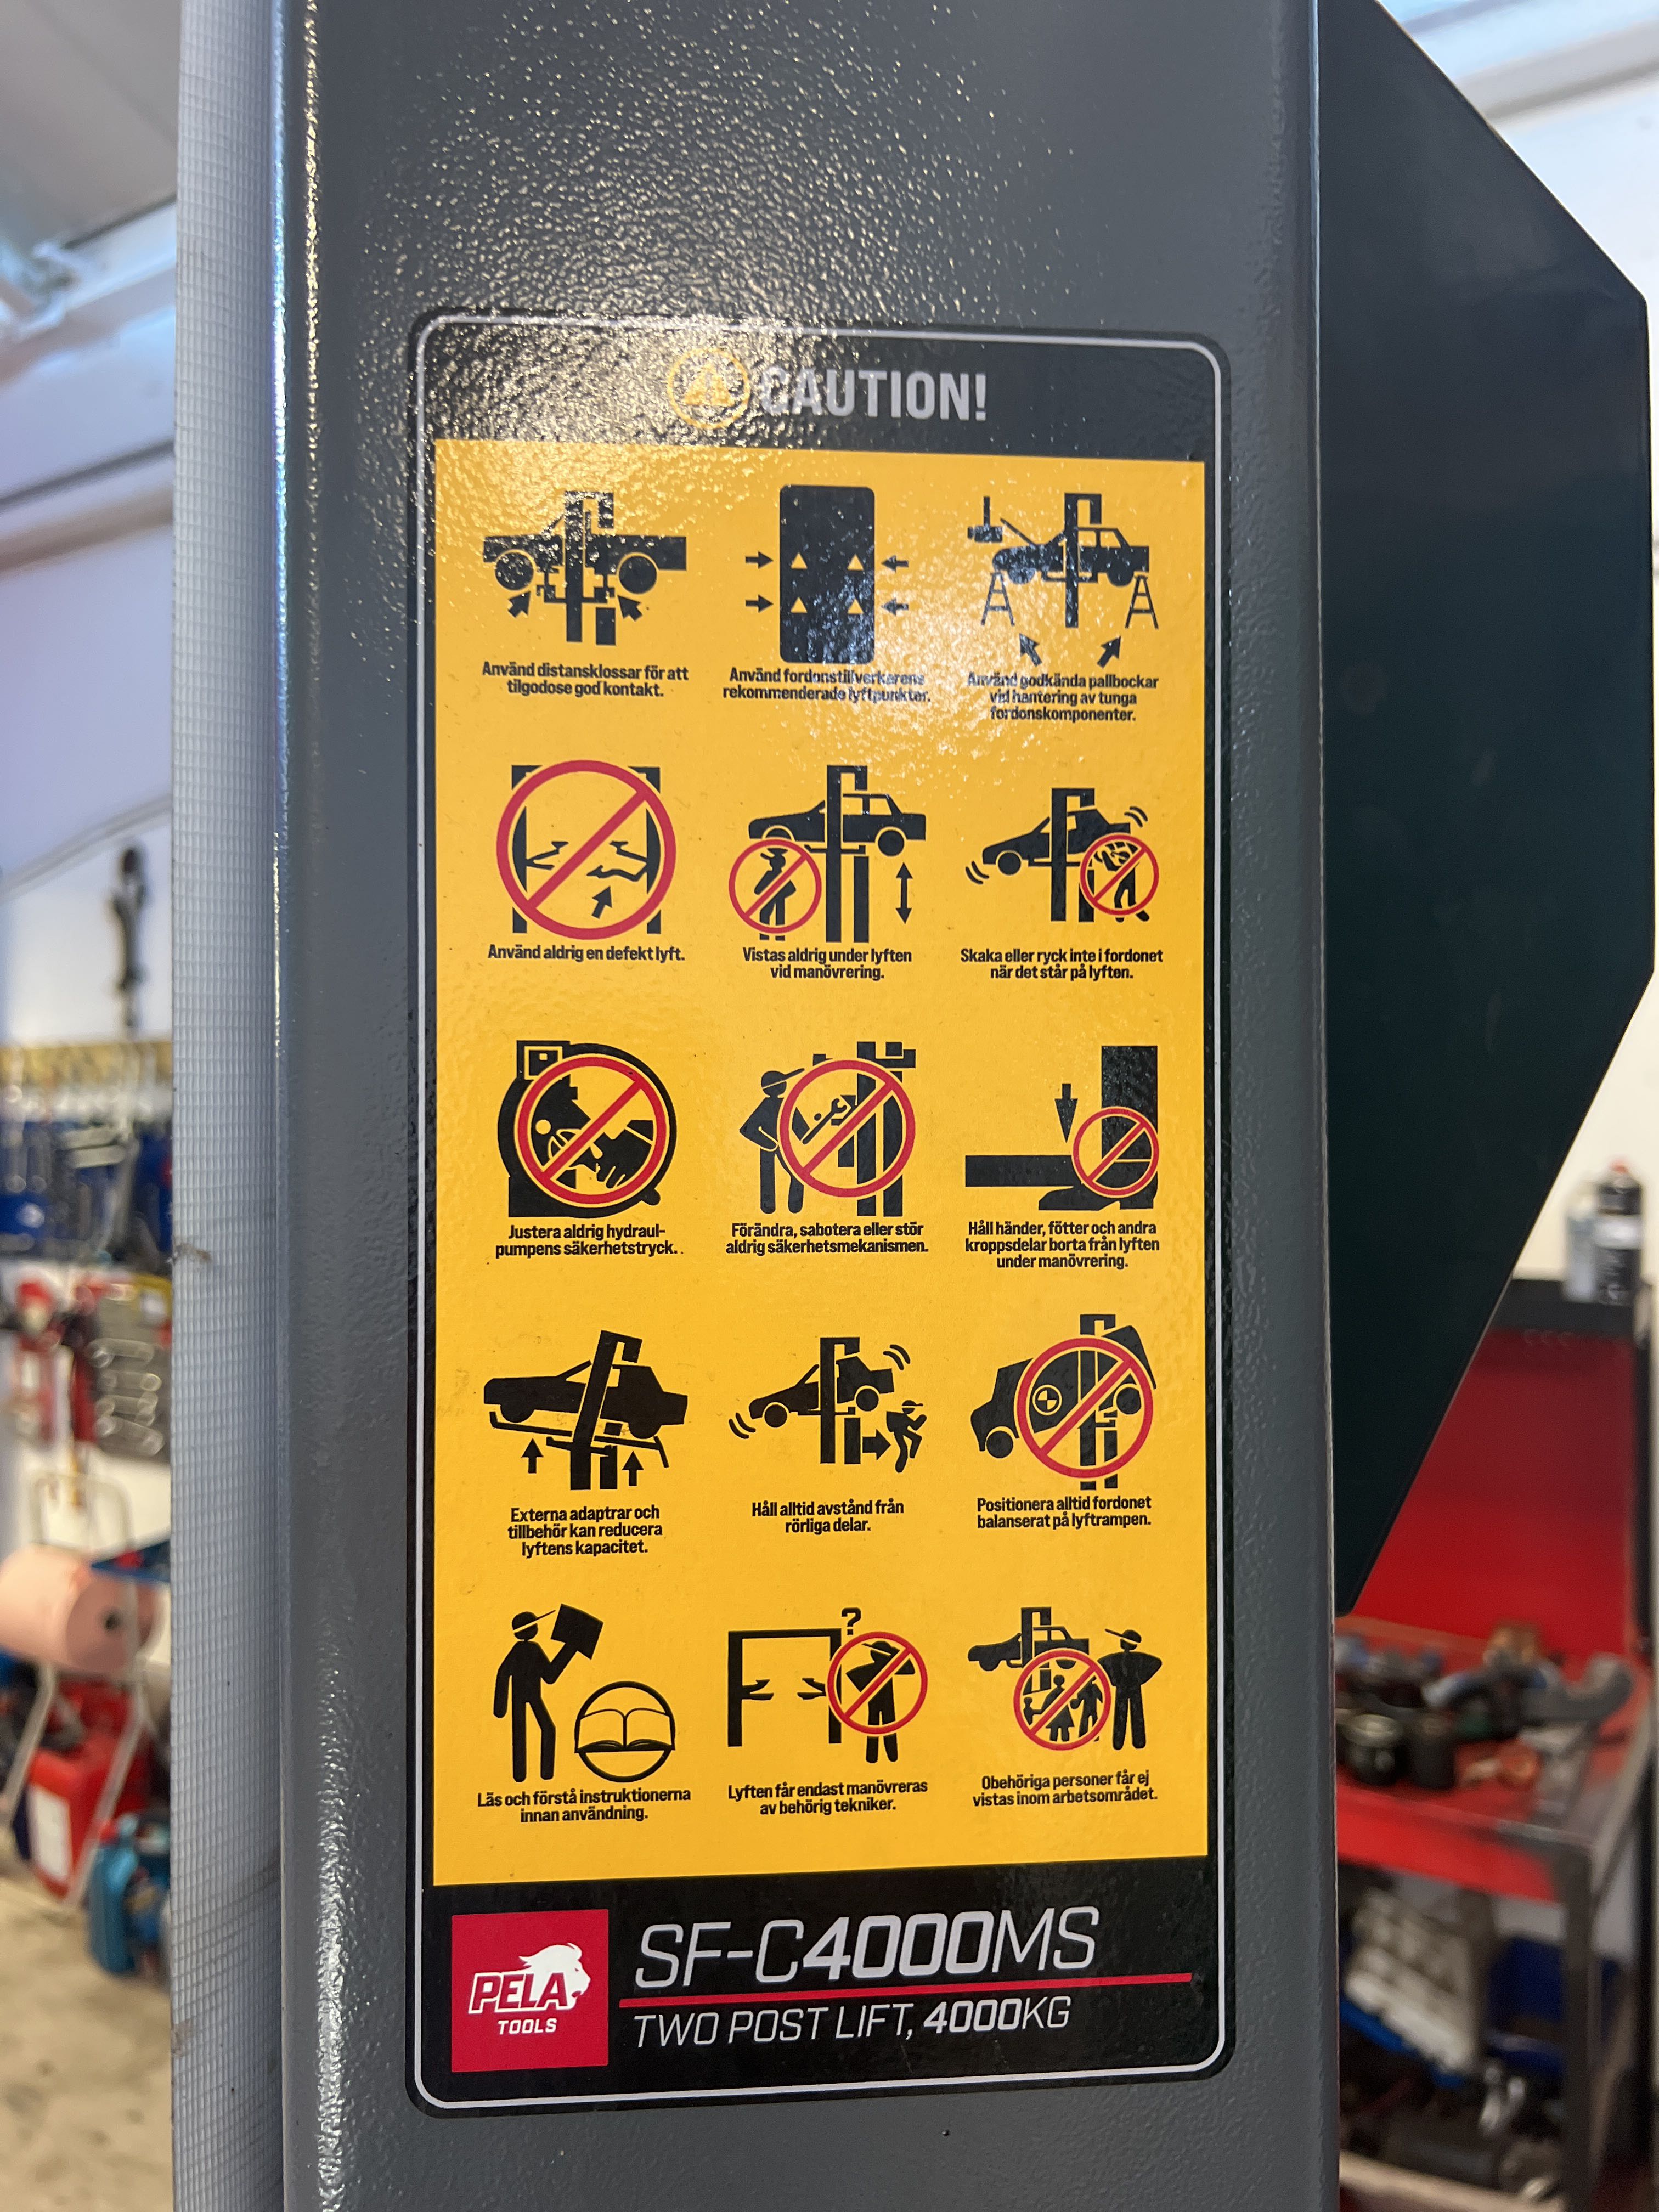 CAUTION!
Använd distansklossar för att
tilgodose god kontakt.
Använd fordonstillverkarens
rekommenderade lyftpunkter.
Använd godkända pallbockar
vid hantering av tunga
fordonskomponenter.
Använd aldrig en defekt lyft.
Vistas aldrig under lyften
vid manövrering.
Skaka eller ryck inte i fordonet
när det står på lyften.
Justera aldrig hydraul-
pumpens säkerhetstryck..
Förändra, sabotera eller stör
aldrig säkerhetsmekanismen.
Håll händer, fötter och andra
kroppsdelar borta från lyften
under manövrering.
Externa adaptrar och
tillbehör kan reducera
lyftens kapacitet.
Håll alltid avstånd från
rörliga delar.
Positionera alltid fordonet
balanserat på lyftrampen.
?
Läs och förstå instruktionerna
innan användning.
Lyften får endast manövreras
av behörig tekniker.
Obehöriga personer får ej
vistas inom arbetsområdet.
PELA
TOOLS
SF-C4000MS
TWO POST LIFT, 4000KG